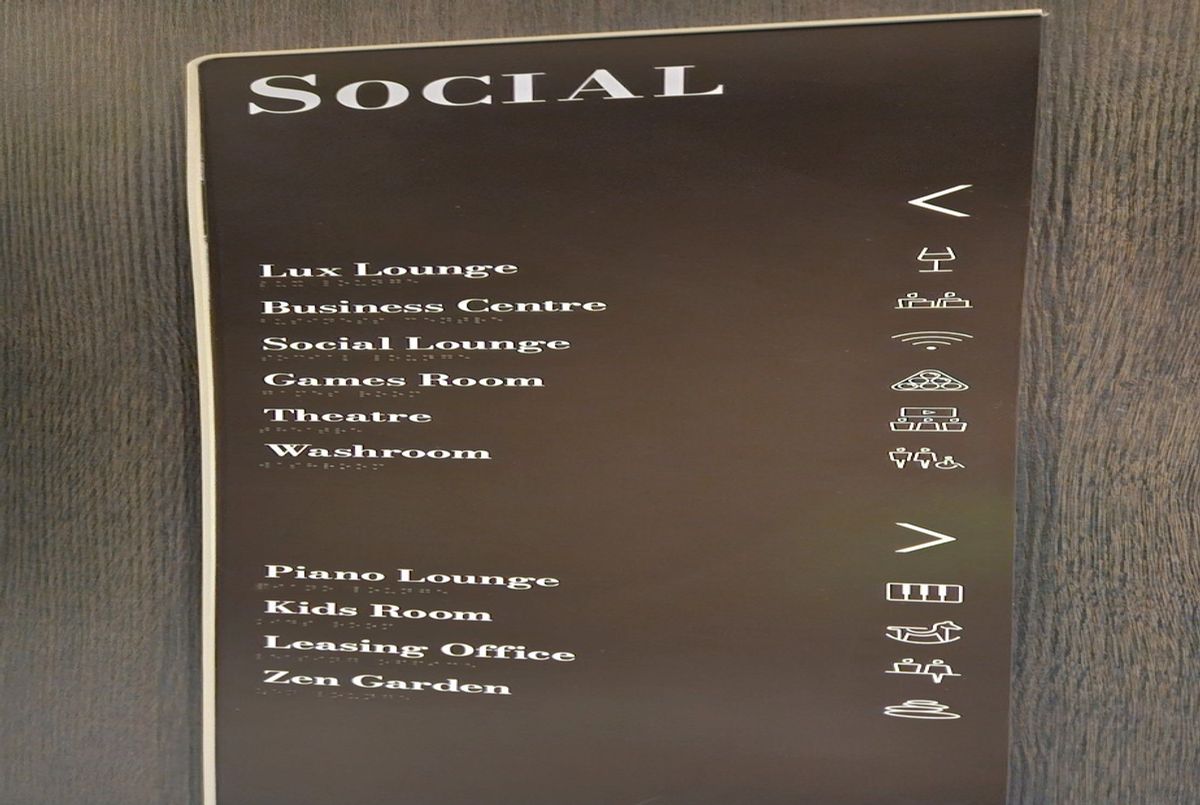 SOCIAL
<
Lux Lounge
Business Centre
Social Lounge
Games Room
Theatre
Washroom
>
Piano Lounge
Kids Room
Leasing Office
Zen Garden